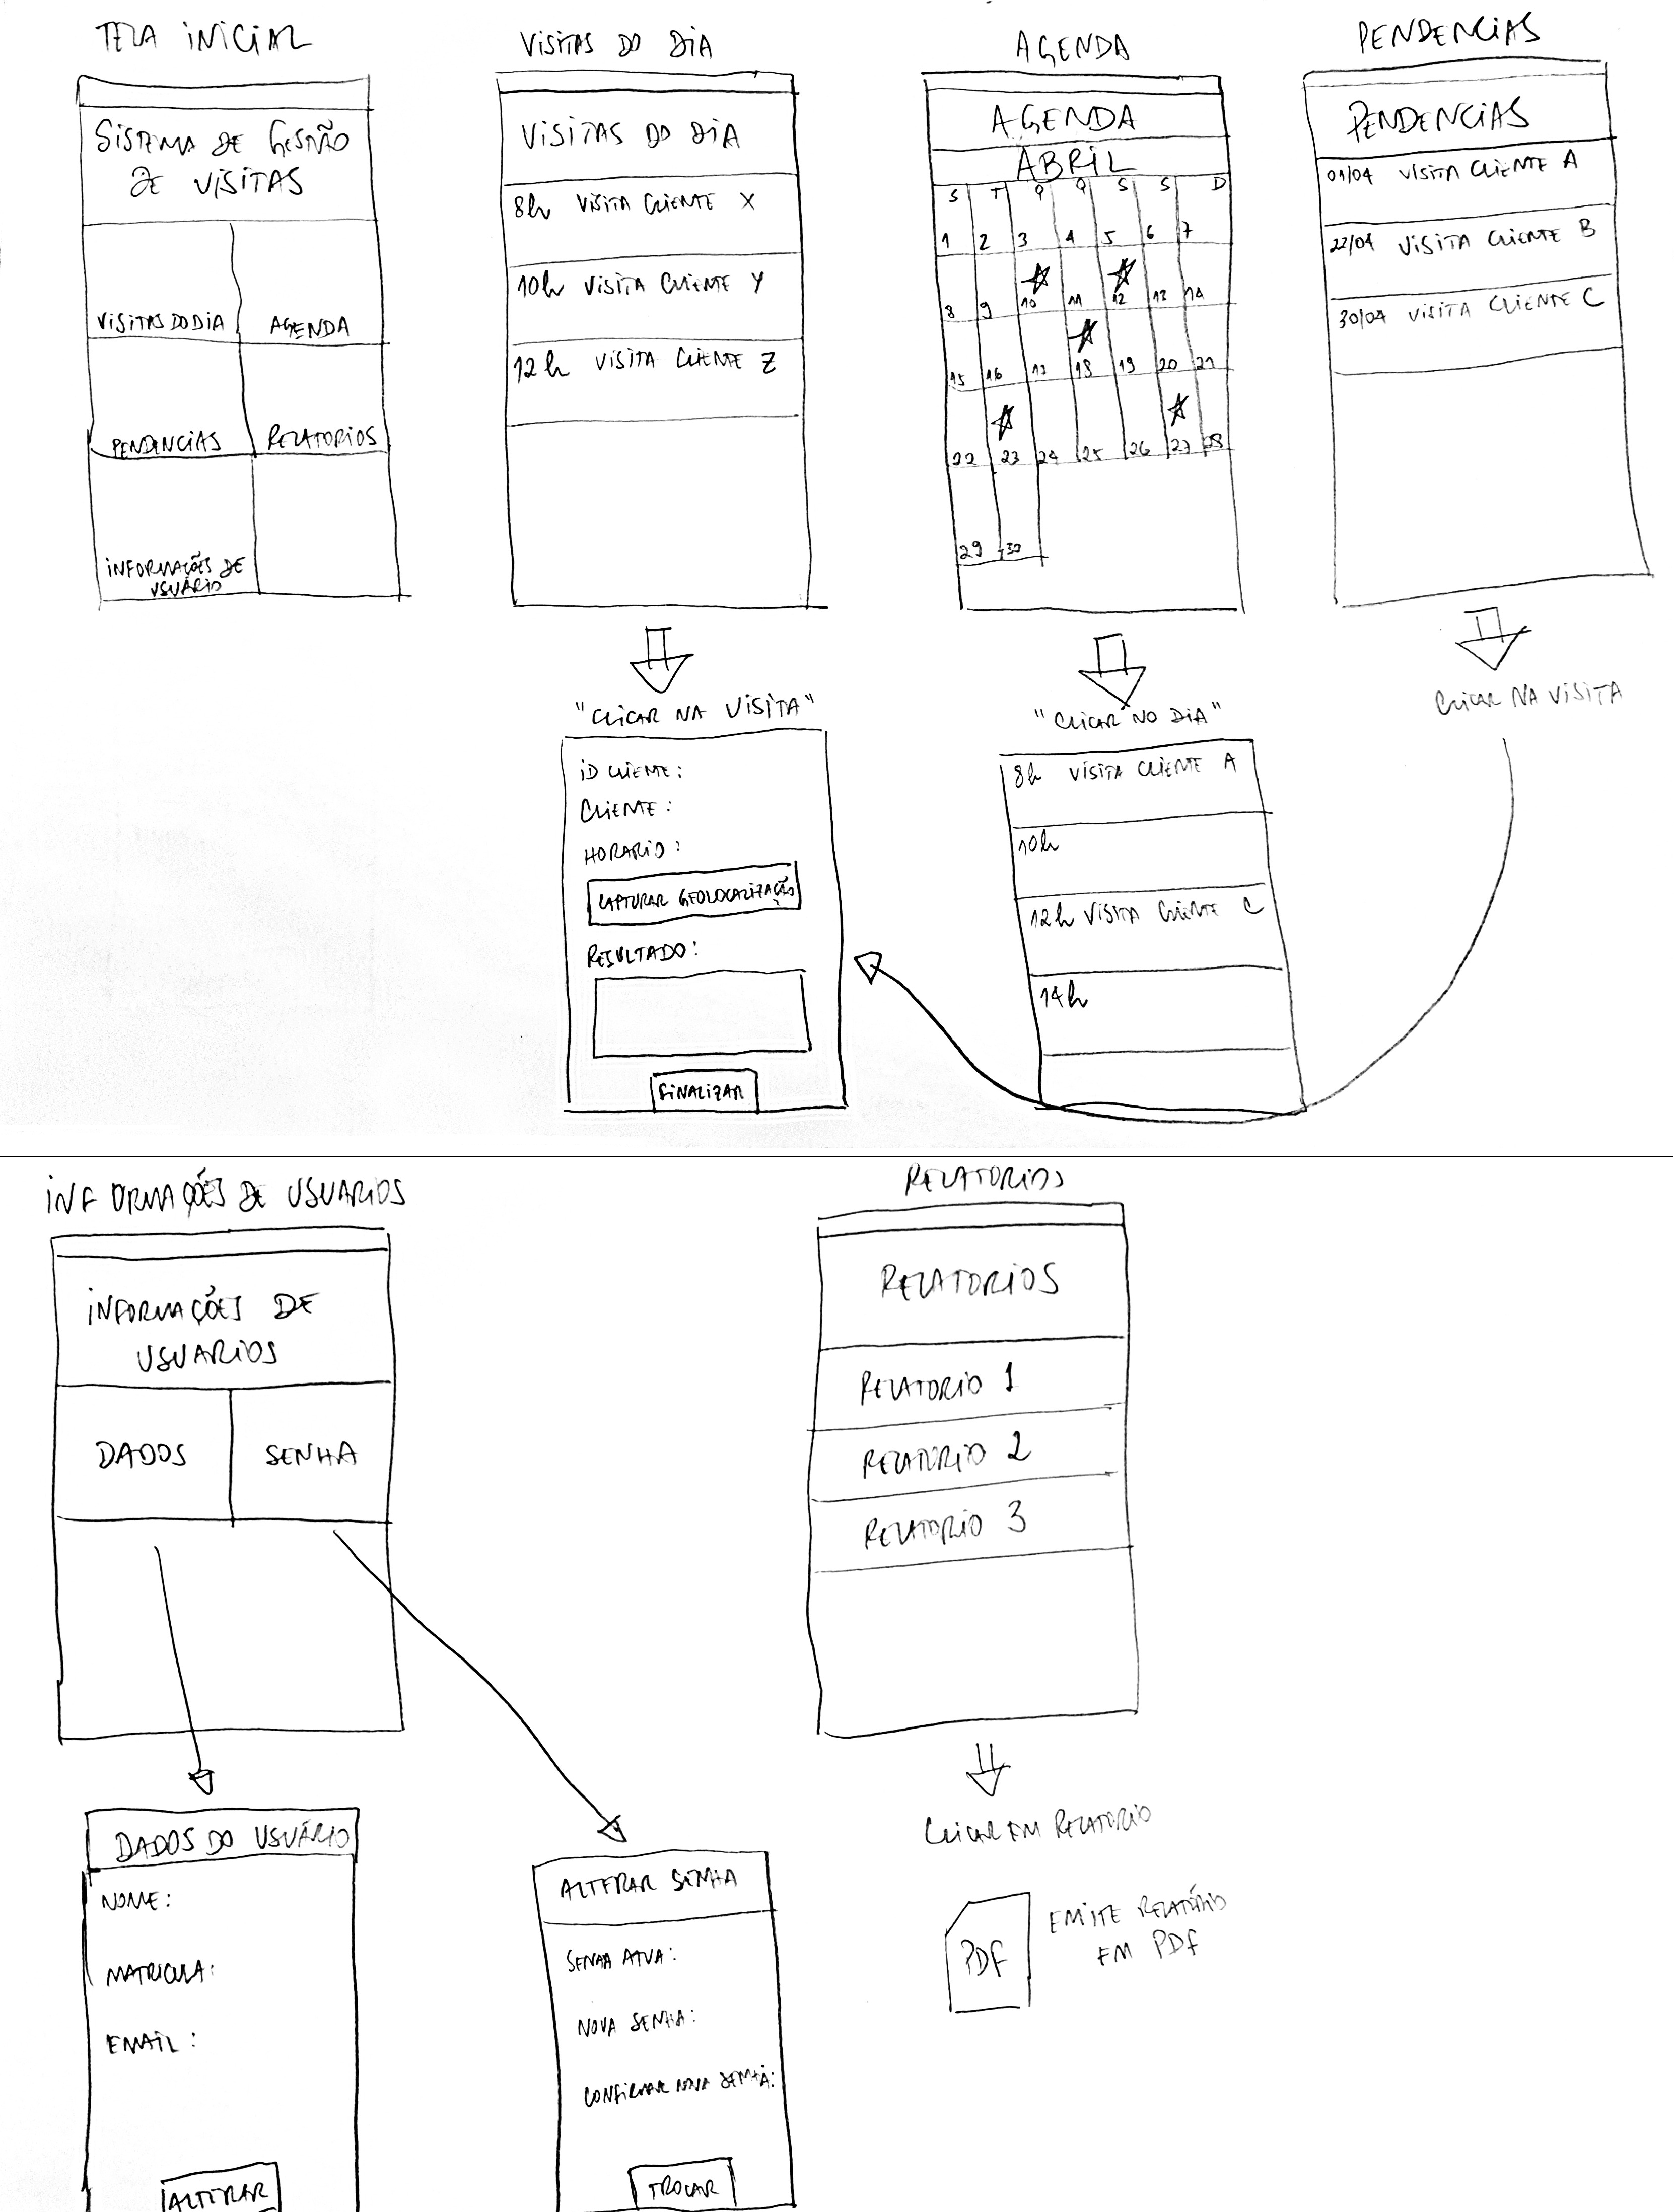 TELA INICIAL
SISTEMA DE GESTÃO
DE VISITAS
VISITAS DO DIA
AGENDA
PENDENCIAS
RELATORIOS
INFORMAÇÕES DE
USUÁRIO
VISITAS DO DIA
VISITAS DO DIA
8h VISITA CLIENTE X
10h VISITA CLIENTE Y
12h VISITA CLIENTE Z
"CLICAR NA VISITA"
ID CLIENTE:
CLIENTE:
HORARIO:
CAPTURAR GEOLOCALIZAÇÃO
RESULTADO:
FINALIZAR
AGENDA
AGENDA
ABRIL
S T Q Q S S D
1 2 3 4 5 6 7
8 9 10 11 12 13 14
15 16 17 18 19 20 21
22 23 24 25 26 27 28
29 30
"CLICAR NO DIA"
8h VISITA CLIENTE A
10h
12h VISITA CLIENTE C
14h
PENDENCIAS
PENDENCIAS
01/04 VISITA CLIENTE A
22/04 VISITA CLIENTE B
30/04 VISITA CLIENTE C
CLICAR NA VISITA
INFORMAÇÕES DE USUARIOS
INFORMAÇÕES DE
USUARIOS
DADOS
SENHA
DADOS DO USUÁRIO
NOME:
MATRICULA:
EMAIL:
ALTERAR
ALTERAR SENHA
SENHA ATUA:
NOVA SENHA:
CONFIRMAR NOVA SENHA:
TROCAR
RELATORIOS
RELATORIOS
RELATORIO 1
RELATORIO 2
RELATORIO 3
CLICAR EM RELATORIO
PDF
EMITE RELATÓRIO
EM PDF